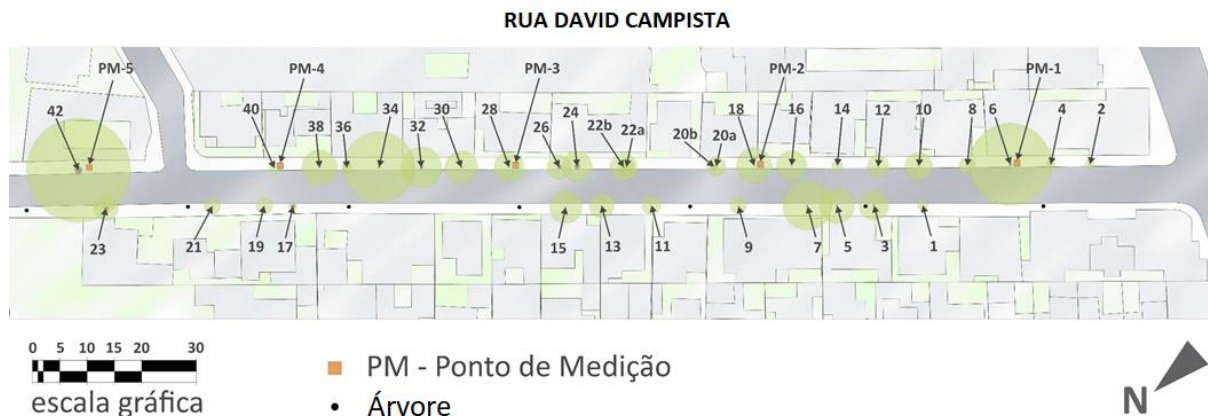 RUA DAVID CAMPISTA
PM-5 PM-4 PM-3 PM-2 PM-1
42 40 38 36 34 32 30 28 26 24 22b 22a 20b 20a 18 16 14 12 10 8 6 4 2
23 21 19 17 15 13 11 9 7 5 3 1
0 5 10 15 20 30
escala gráfica
PM - Ponto de Medição
Árvore
N